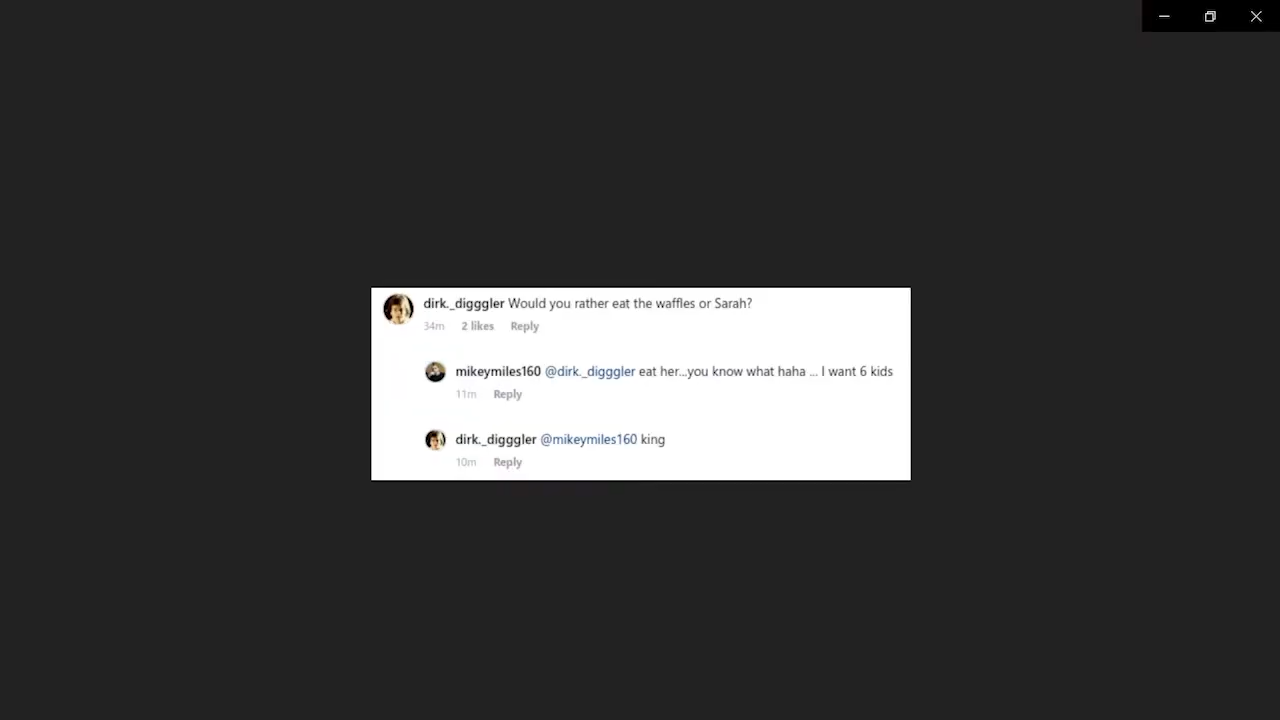 dirk._digggler Would you rather eat the waffles or Sarah?
34m 2 likes Reply
mikeymiles160 @dirk._digggler eat her...you know what haha ... I want 6 kids
11m Reply
dirk._digggler @mikeymiles160 king
10m Reply